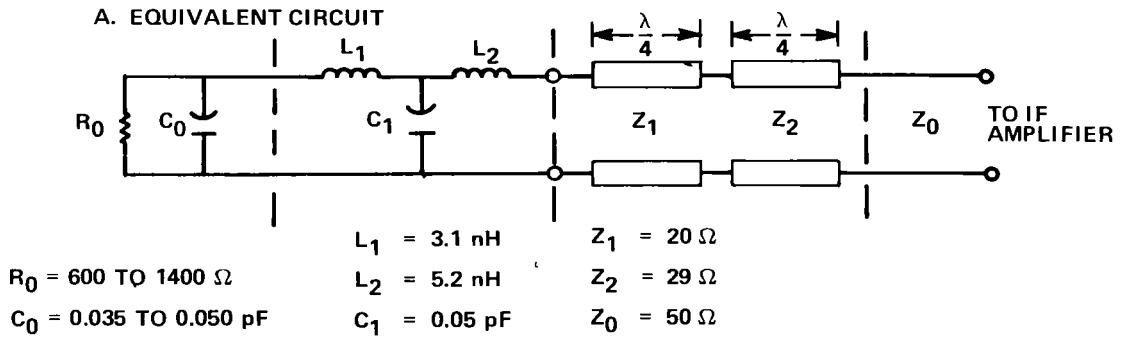 A. EQUIVALENT CIRCUIT
λ/4
λ/4
L1
L2
R0
C0
C1
Z1
Z2
Z0
TO IF
AMPLIFIER
L1 = 3.1 nH
Z1 = 20 Ω
R0 = 600 TO 1400 Ω
L2 = 5.2 nH
Z2 = 29 Ω
C0 = 0.035 TO 0.050 pF
C1 = 0.05 pF
Z0 = 50 Ω